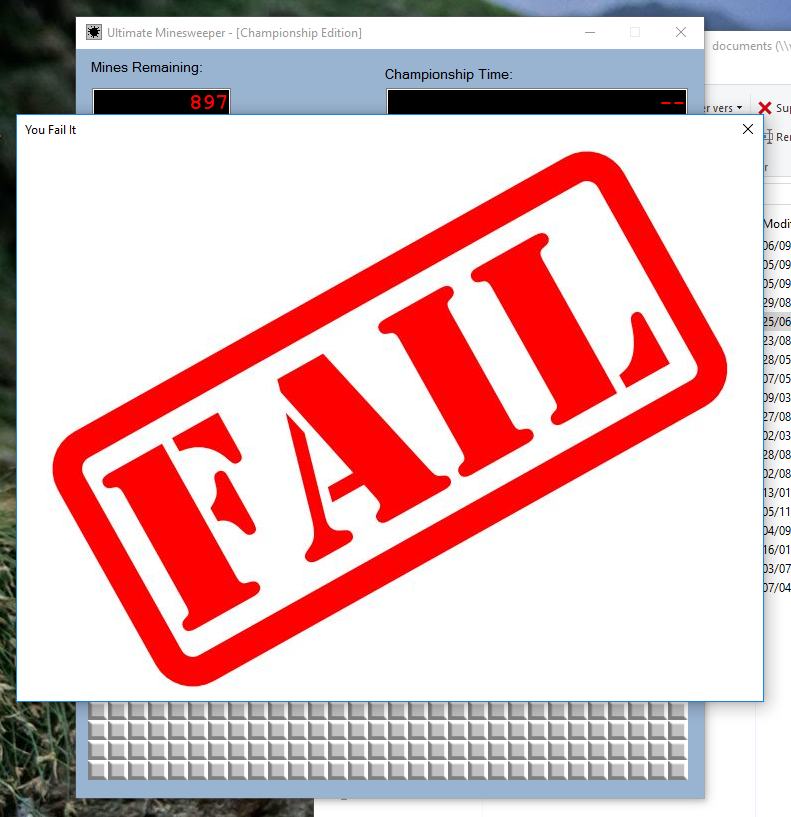 Ultimate Minesweeper - [Championship Edition]
documents (\\
Mines Remaining:
Championship Time:
897
--
er vers
Sup
You Fail It
Ren
r
Modif
FAIL
06/09
05/09
05/09
29/08
25/06
23/08
28/05
07/05
09/03
27/08
02/03
28/08
02/08
13/01
05/11
04/09
16/01
03/07
07/04